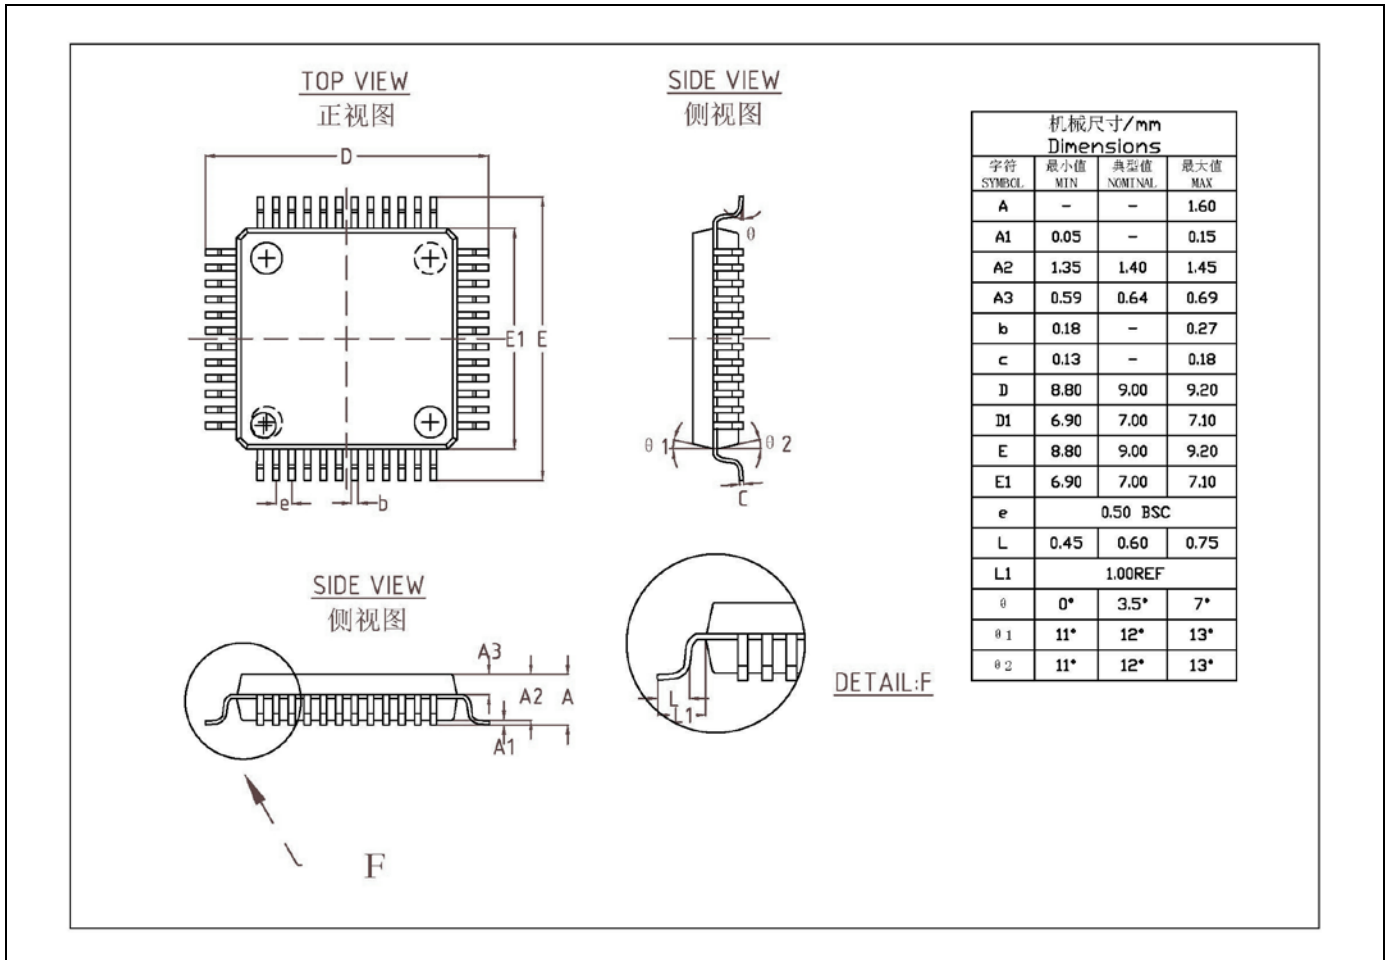 TOP VIEW
正视图
D
E1
E
e
b
SIDE VIEW
侧视图
θ
θ 1
θ 2
C
SIDE VIEW
侧视图
A3
A2
A
A1
F
L
L1
DETAIL:F
机械尺寸/mm
Dimensions
字符 最小值 典型值 最大值
SYMBOL MIN NOMINAL MAX
A - - 1.60
A1 0.05 - 0.15
A2 1.35 1.40 1.45
A3 0.59 0.64 0.69
b 0.18 - 0.27
c 0.13 - 0.18
D 8.80 9.00 9.20
D1 6.90 7.00 7.10
E 8.80 9.00 9.20
E1 6.90 7.00 7.10
e 0.50 BSC
L 0.45 0.60 0.75
L1 1.00REF
θ 0° 3.5° 7°
θ 1 11° 12° 13°
θ 2 11° 12° 13°